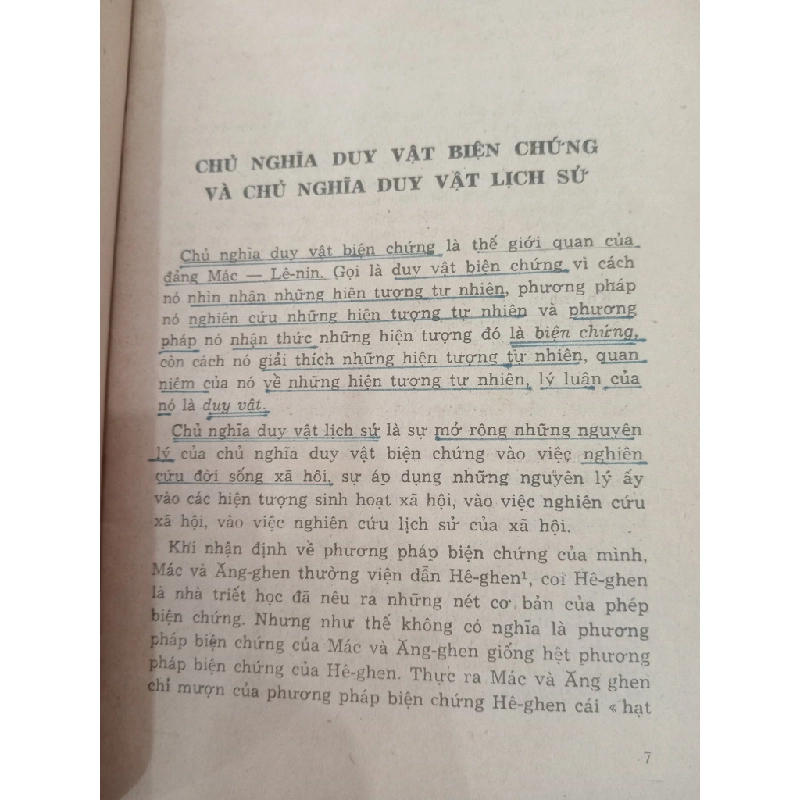 CHỦ NGHĨA DUY VẬT BIỆN CHỨNG
VÀ CHỦ NGHĨA DUY VẬT LỊCH SỬ
Chủ nghĩa duy vật biện chứng là thế giới quan của
đảng Mác — Lê-nin. Gọi là duy vật biện chứng vì cách
nó nhìn nhận những hiện tượng tự nhiên, phương pháp
nó nghiên cứu những hiện tượng tự nhiên và phương
pháp nó nhận thức những hiện tượng đó là biện chứng,
còn cách nó giải thích những hiện tượng tự nhiên, quan
niệm của nó về những hiện tượng tự nhiên, lý luận của
nó là duy vật.
Chủ nghĩa duy vật lịch sử là sự mở rộng những nguyên
lý của chủ nghĩa duy vật biện chứng vào việc nghiên
cứu đời sống xã hội, sự áp dụng những nguyên lý ấy
vào các hiện tượng sinh hoạt xã hội, vào việc nghiên cứu
xã hội, vào việc nghiên cứu lịch sử của xã hội.
Khi nhận định về phương pháp biện chứng của mình,
Mác và Ăng-ghen thường viện dẫn Hê-ghen¹, coi Hê-ghen
là nhà triết học đã nêu ra những nét cơ bản của phép
biện chứng. Nhưng như thế không có nghĩa là phương
pháp biện chứng của Mác và Ăng-ghen giống hệt phương
pháp biện chứng của Hê-ghen. Thực ra Mác và Ăng ghen
chỉ mượn của phương pháp biện chứng Hê-ghen cái « hạt
7